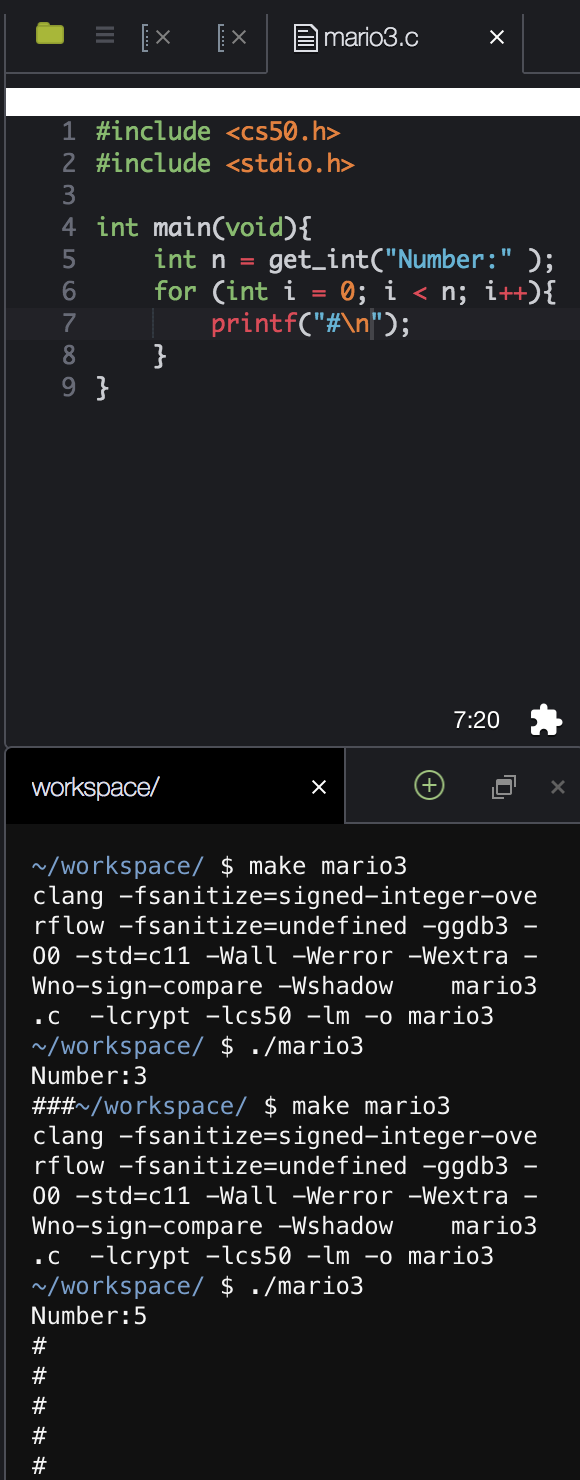 mario3.c
1 #include <cs50.h>
2 #include <stdio.h>
3
4 int main(void){
5     int n = get_int("Number:" );
6     for (int i = 0; i < n; i++){
7         printf("#\n");
8     }
9 }
7:20
workspace/
~/workspace/ $ make mario3
clang -fsanitize=signed-integer-ove
rflow -fsanitize=undefined -ggdb3 -
O0 -std=c11 -Wall -Werror -Wextra -
Wno-sign-compare -Wshadow    mario3
.c  -lcrypt -lcs50 -lm -o mario3
~/workspace/ $ ./mario3
Number:3
###~/workspace/ $ make mario3
clang -fsanitize=signed-integer-ove
rflow -fsanitize=undefined -ggdb3 -
O0 -std=c11 -Wall -Werror -Wextra -
Wno-sign-compare -Wshadow    mario3
.c  -lcrypt -lcs50 -lm -o mario3
~/workspace/ $ ./mario3
Number:5
#
#
#
#
#